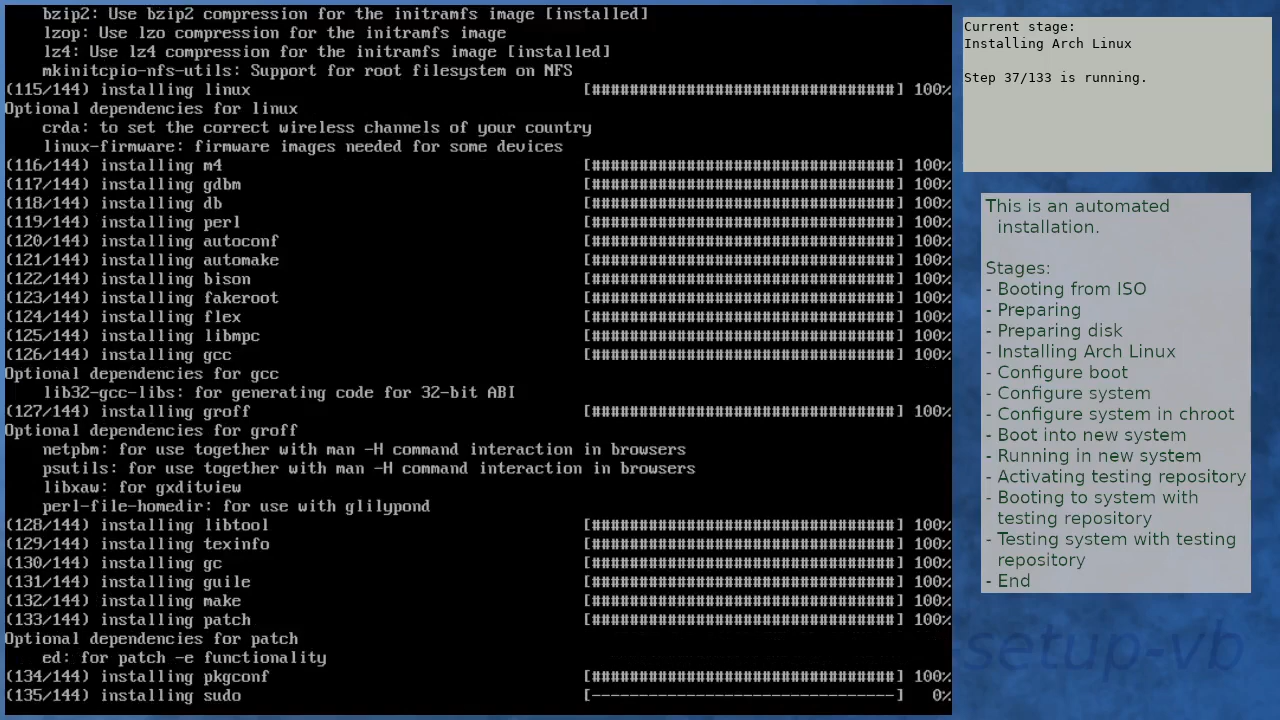 bzip2: Use bzip2 compression for the initramfs image [installed]
lzop: Use lzo compression for the initramfs image
lz4: Use lz4 compression for the initramfs image [installed]
mkinitcpio-nfs-utils: Support for root filesystem on NFS
(115/144) installing linux [################################] 100%
Optional dependencies for linux
crda: to set the correct wireless channels of your country
linux-firmware: firmware images needed for some devices
(116/144) installing m4 [################################] 100%
(117/144) installing gdbm [################################] 100%
(118/144) installing db [################################] 100%
(119/144) installing perl [################################] 100%
(120/144) installing autoconf [################################] 100%
(121/144) installing automake [################################] 100%
(122/144) installing bison [################################] 100%
(123/144) installing fakeroot [################################] 100%
(124/144) installing flex [################################] 100%
(125/144) installing libmpc [################################] 100%
(126/144) installing gcc [################################] 100%
Optional dependencies for gcc
lib32-gcc-libs: for generating code for 32-bit ABI
(127/144) installing groff [################################] 100%
Optional dependencies for groff
netpbm: for use together with man -H command interaction in browsers
psutils: for use together with man -H command interaction in browsers
libxaw: for gxditview
perl-file-homedir: for use with glilypond
(128/144) installing libtool [################################] 100%
(129/144) installing texinfo [################################] 100%
(130/144) installing gc [################################] 100%
(131/144) installing guile [################################] 100%
(132/144) installing make [################################] 100%
(133/144) installing patch [################################] 100%
Optional dependencies for patch
ed: for patch -e functionality
(134/144) installing pkgconf [################################] 100%
(135/144) installing sudo [--------------------------------] 0%
Current stage:
Installing Arch Linux
Step 37/133 is running.
This is an automated
installation.
Stages:
- Booting from ISO
- Preparing
- Preparing disk
- Installing Arch Linux
- Configure boot
- Configure system
- Configure system in chroot
- Boot into new system
- Running in new system
- Activating testing repository
- Booting to system with
testing repository
- Testing system with testing
repository
- End
-setup-vb